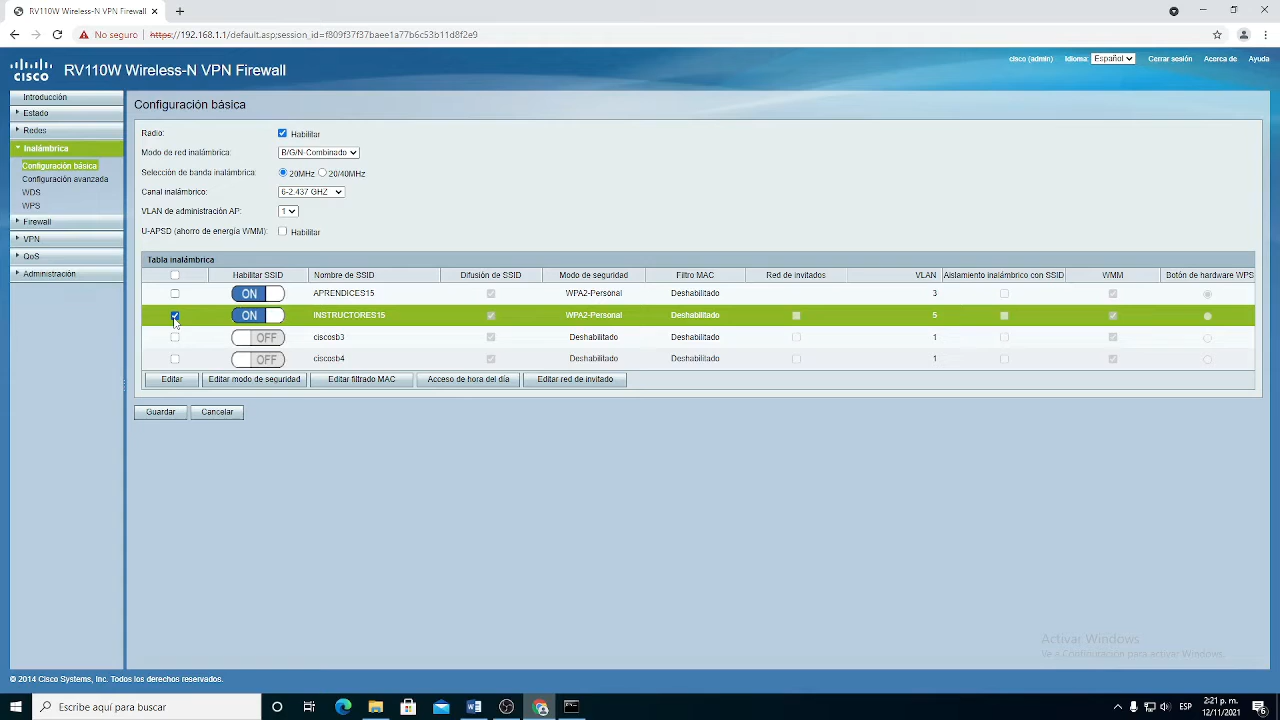 RV110W Wireless-N VPN Firewall
No seguro
https://192.168.1.1/default.asp;session_id=f809f37f37baee1a77b6c53b11d8f2e9
CISCO
RV110W Wireless-N VPN Firewall
cisco (admin) Idioma: Español Cerrar sesión Acerca de Ayuda
Introducción
Estado
Redes
Inalámbrica
Configuración básica
Configuración avanzada
WDS
WPS
Firewall
VPN
QoS
Administración
Configuración básica
Radio: Habilitar
Modo de red inalámbrica: B/G/N-Combinado
Selección de banda inalámbrica: 20MHz 20/40MHz
Canal inalámbrico: 6-2.437 GHZ
VLAN de administración AP: 1
U-APSD (ahorro de energía WMM): Habilitar
Tabla inalámbrica
Habilitar SSID Nombre de SSID Difusión de SSID Modo de seguridad Filtro MAC Red de invitados VLAN Aislamiento inalámbrico con SSID WMM Botón de hardware WPS
ON APRENDICES15 WPA2-Personal Deshabilitado 3
ON INSTRUCTORES15 WPA2-Personal Deshabilitado 5
OFF ciscosb3 Deshabilitado Deshabilitado 1
OFF ciscosb4 Deshabilitado Deshabilitado 1
Editar Editar modo de seguridad Editar filtrado MAC Acceso de hora del día Editar red de invitado
Guardar Cancelar
Activar Windows
Ve a Configuración para activar Windows.
© 2014 Cisco Systems, Inc. Todos los derechos reservados.
Escribe aquí para buscar
ESP
2:21 p. m.
12/11/2021
6